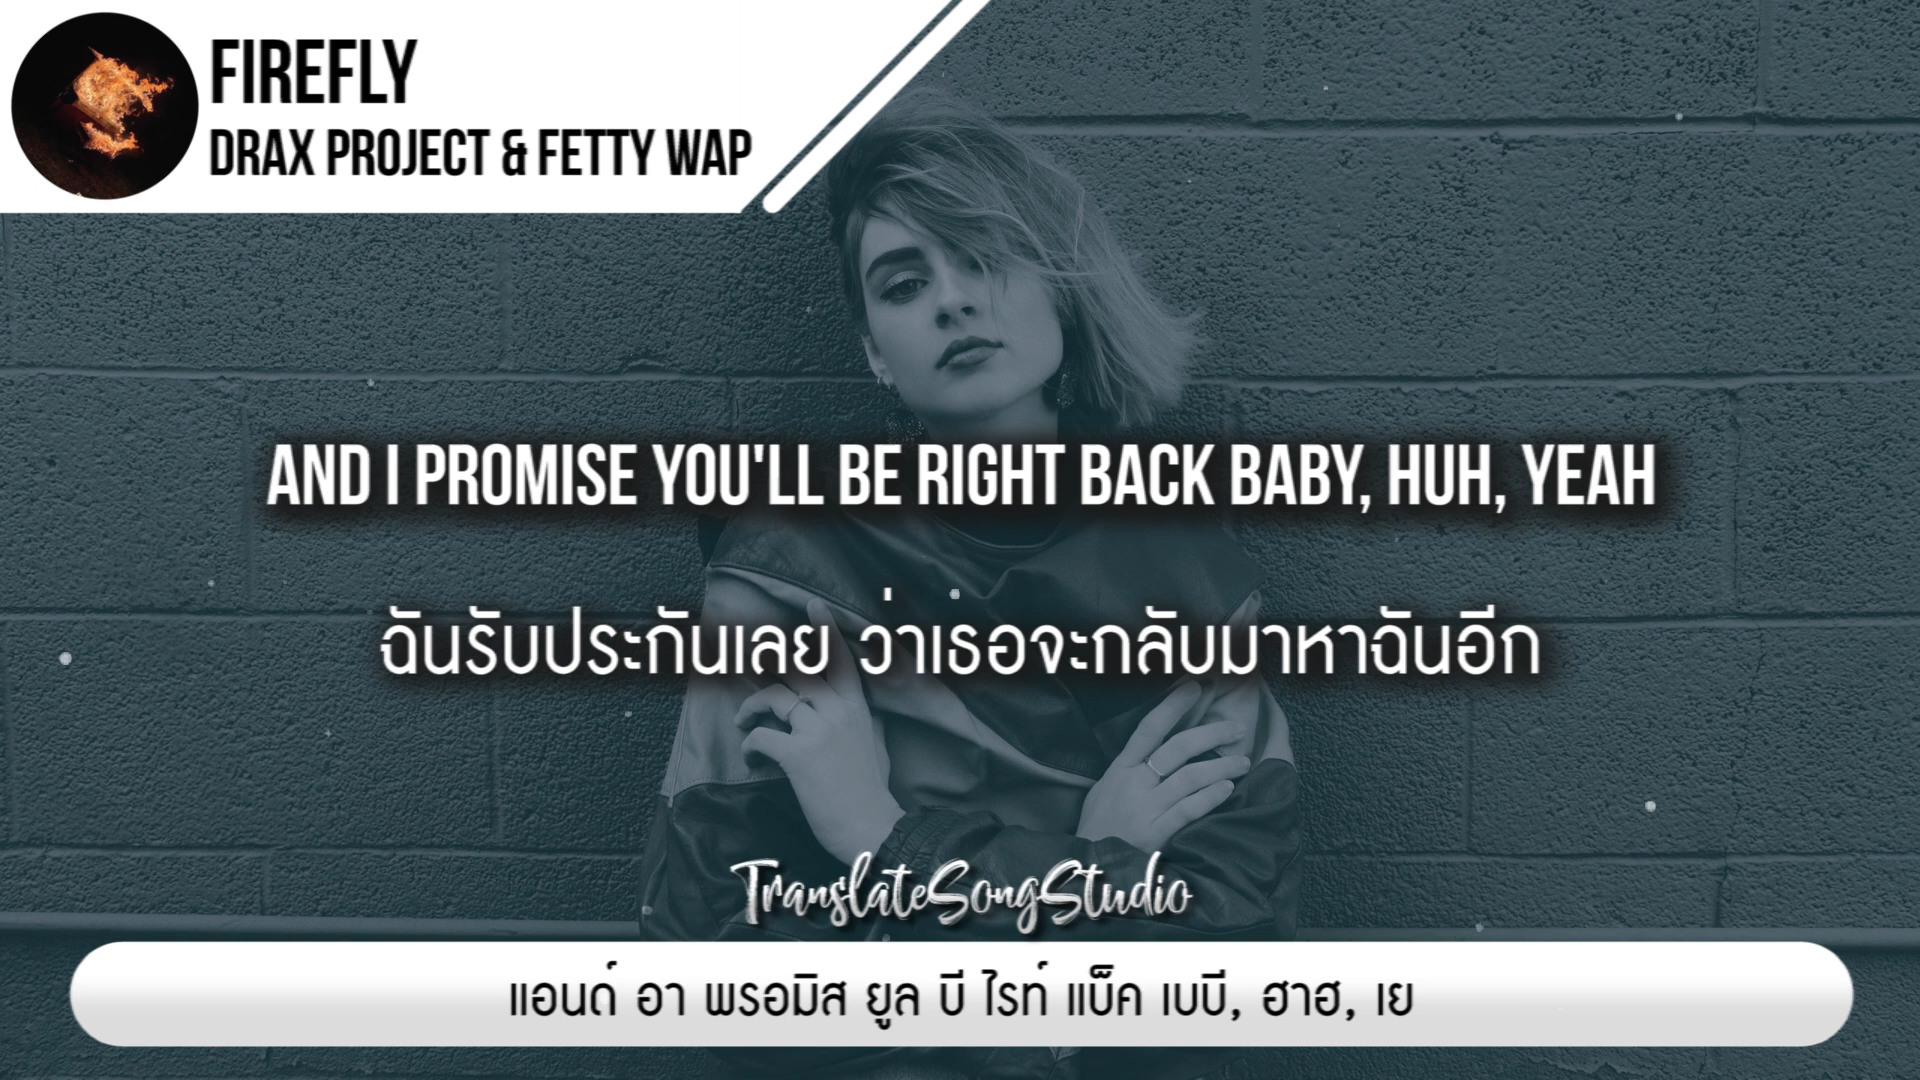 FIREFLY
DRAX PROJECT & FETTY WAP
AND I PROMISE YOU'LL BE RIGHT BACK BABY, HUH, YEAH
ฉันรับประกันเลย ว่าเธอจะกลับมาหาฉันอีก
TranslateSongStudio
แอนด์ อา พรอมิส ยูล บี ไรท์ แบ็ค เบบี, ฮาฮ, เย